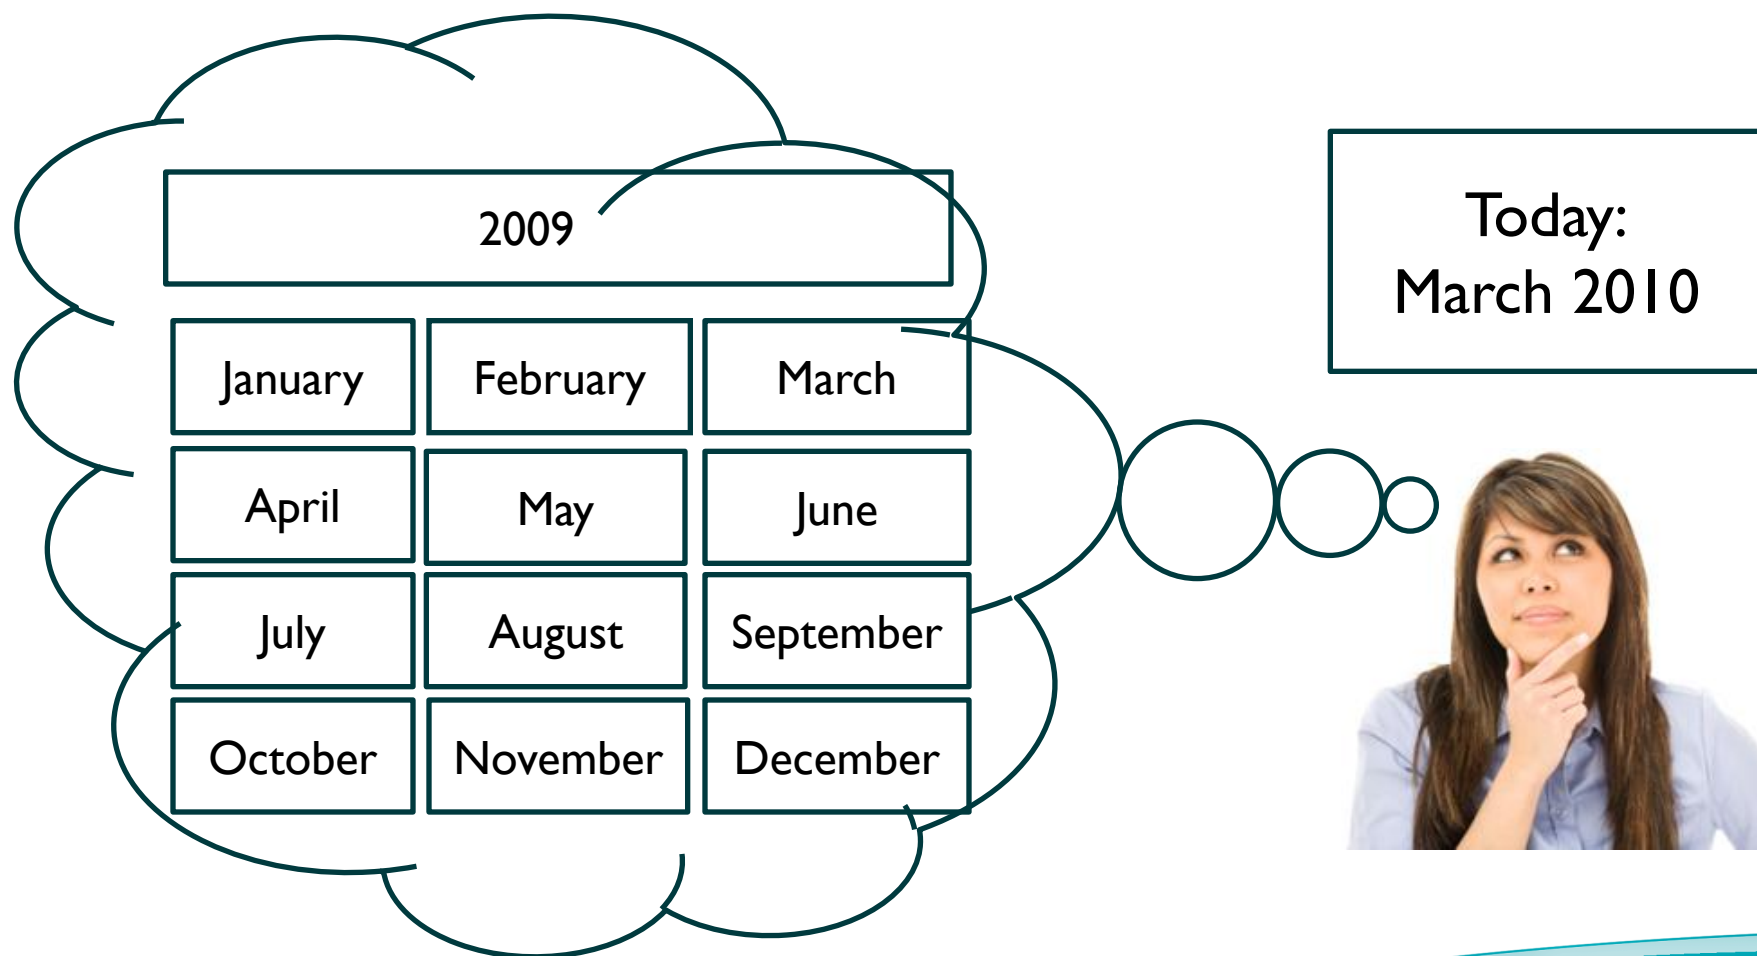 2009
Today:
March 2010
January
February
March
April
May
June
July
August
September
October
November
December